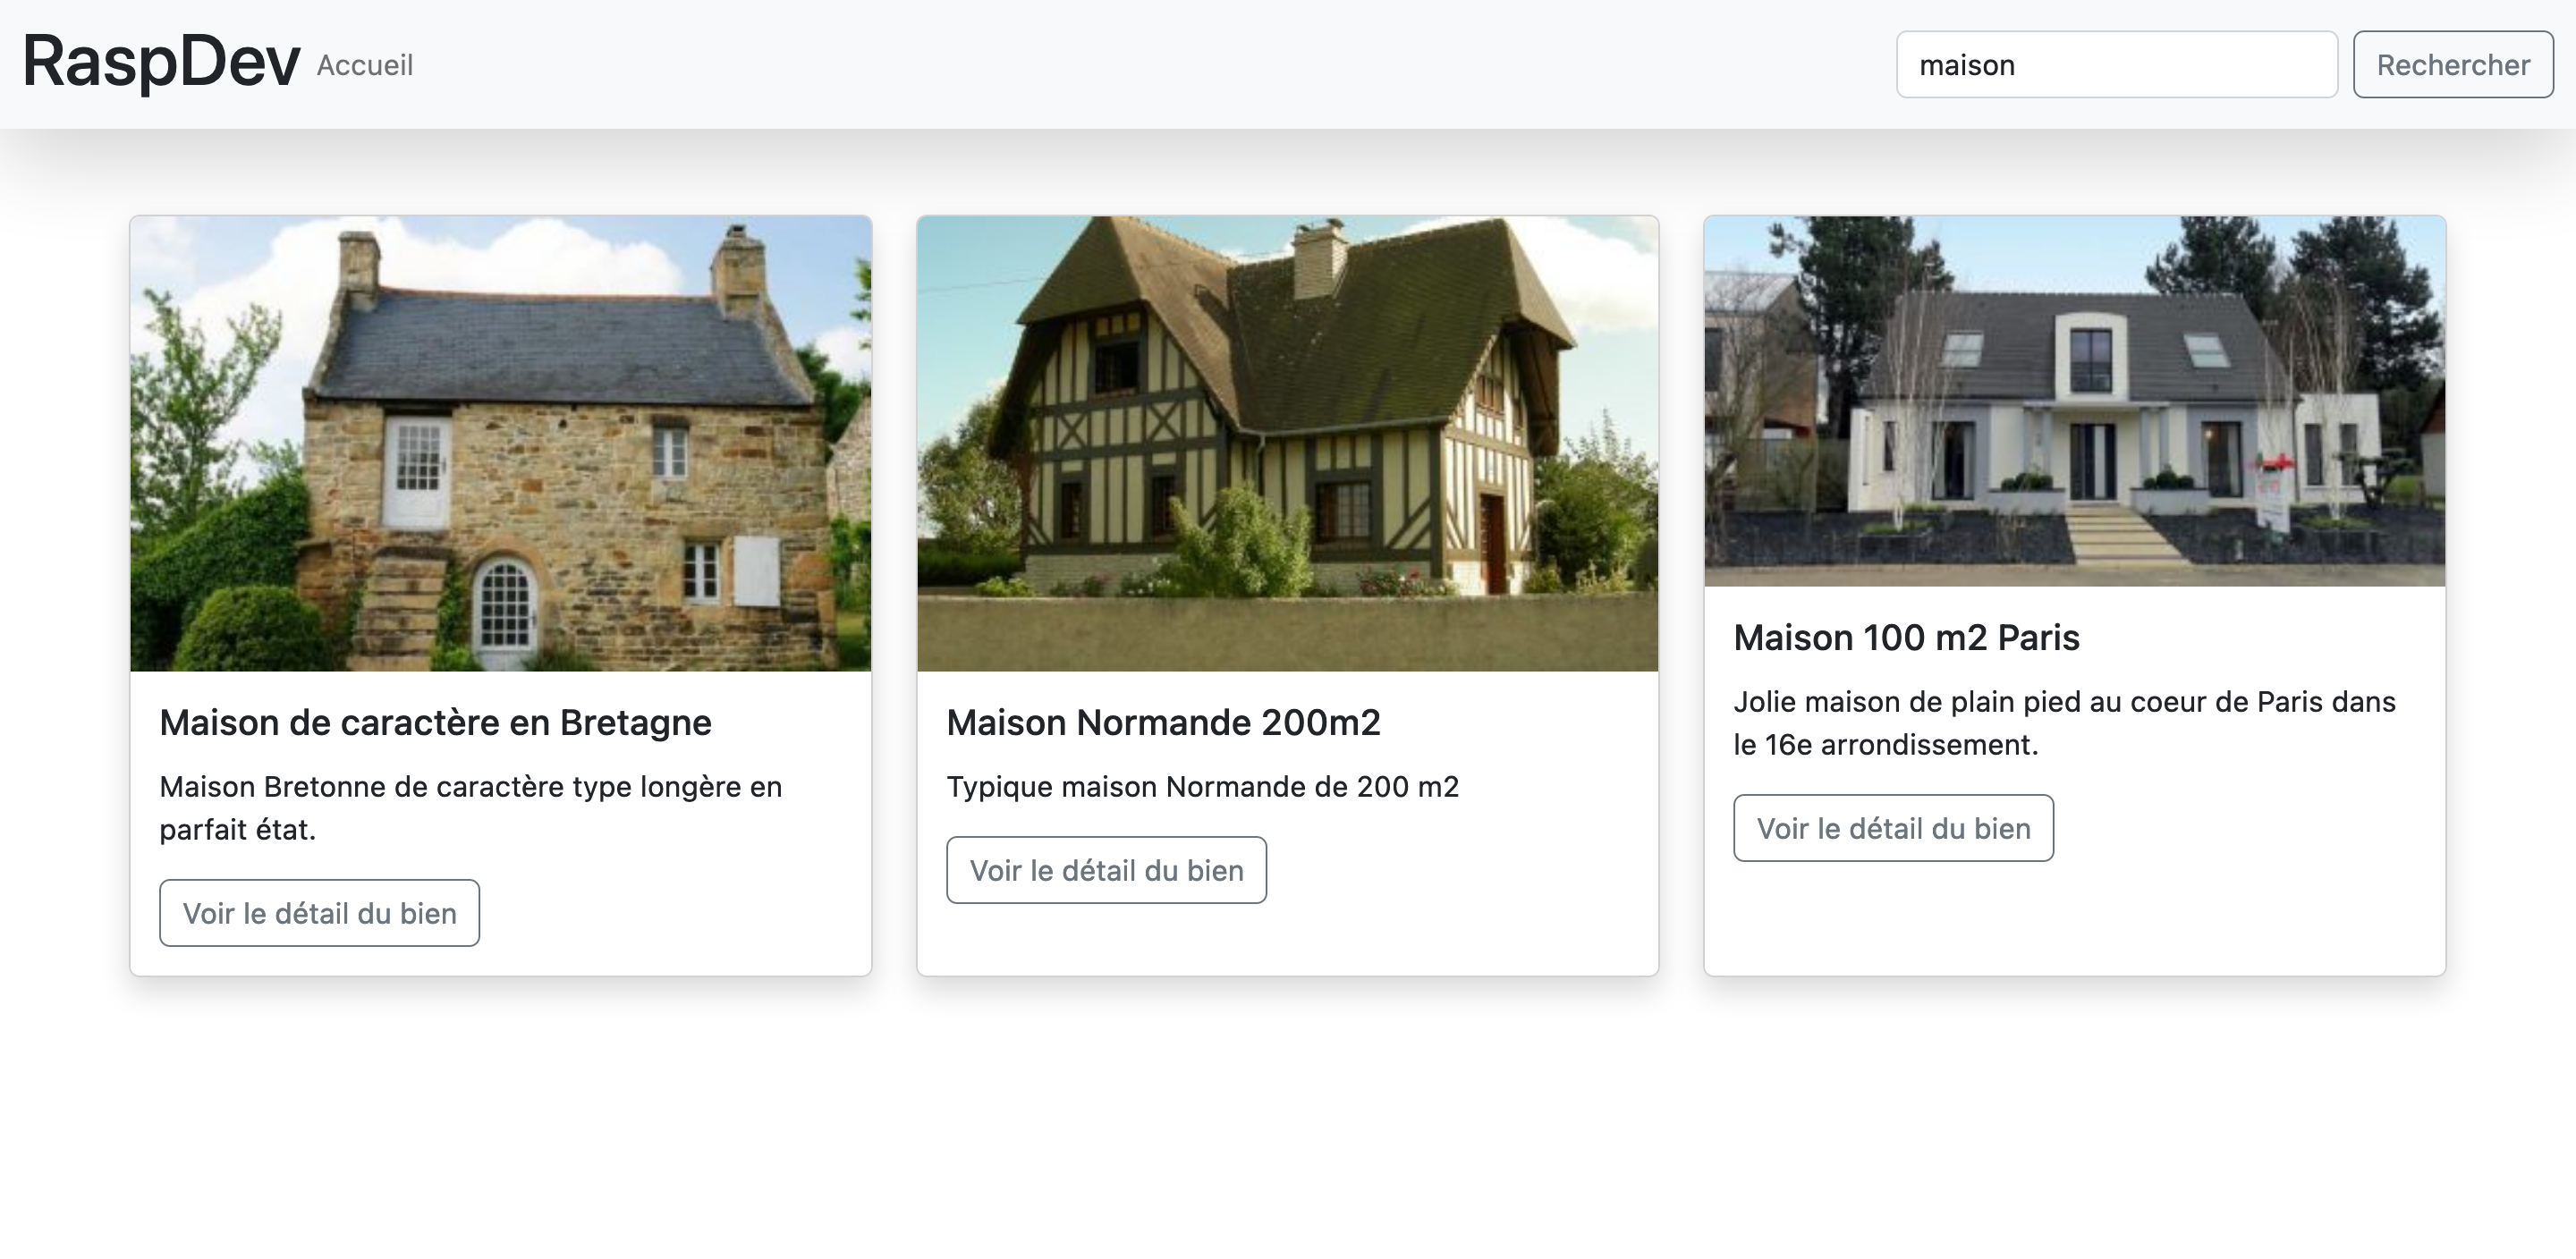 RaspDev Accueil maison Rechercher
Maison de caractère en Bretagne
Maison Bretonne de caractère type longère en
parfait état.
Voir le détail du bien
Maison Normande 200m2
Typique maison Normande de 200 m2
Voir le détail du bien
Maison 100 m2 Paris
Jolie maison de plain pied au coeur de Paris dans
le 16e arrondissement.
Voir le détail du bien